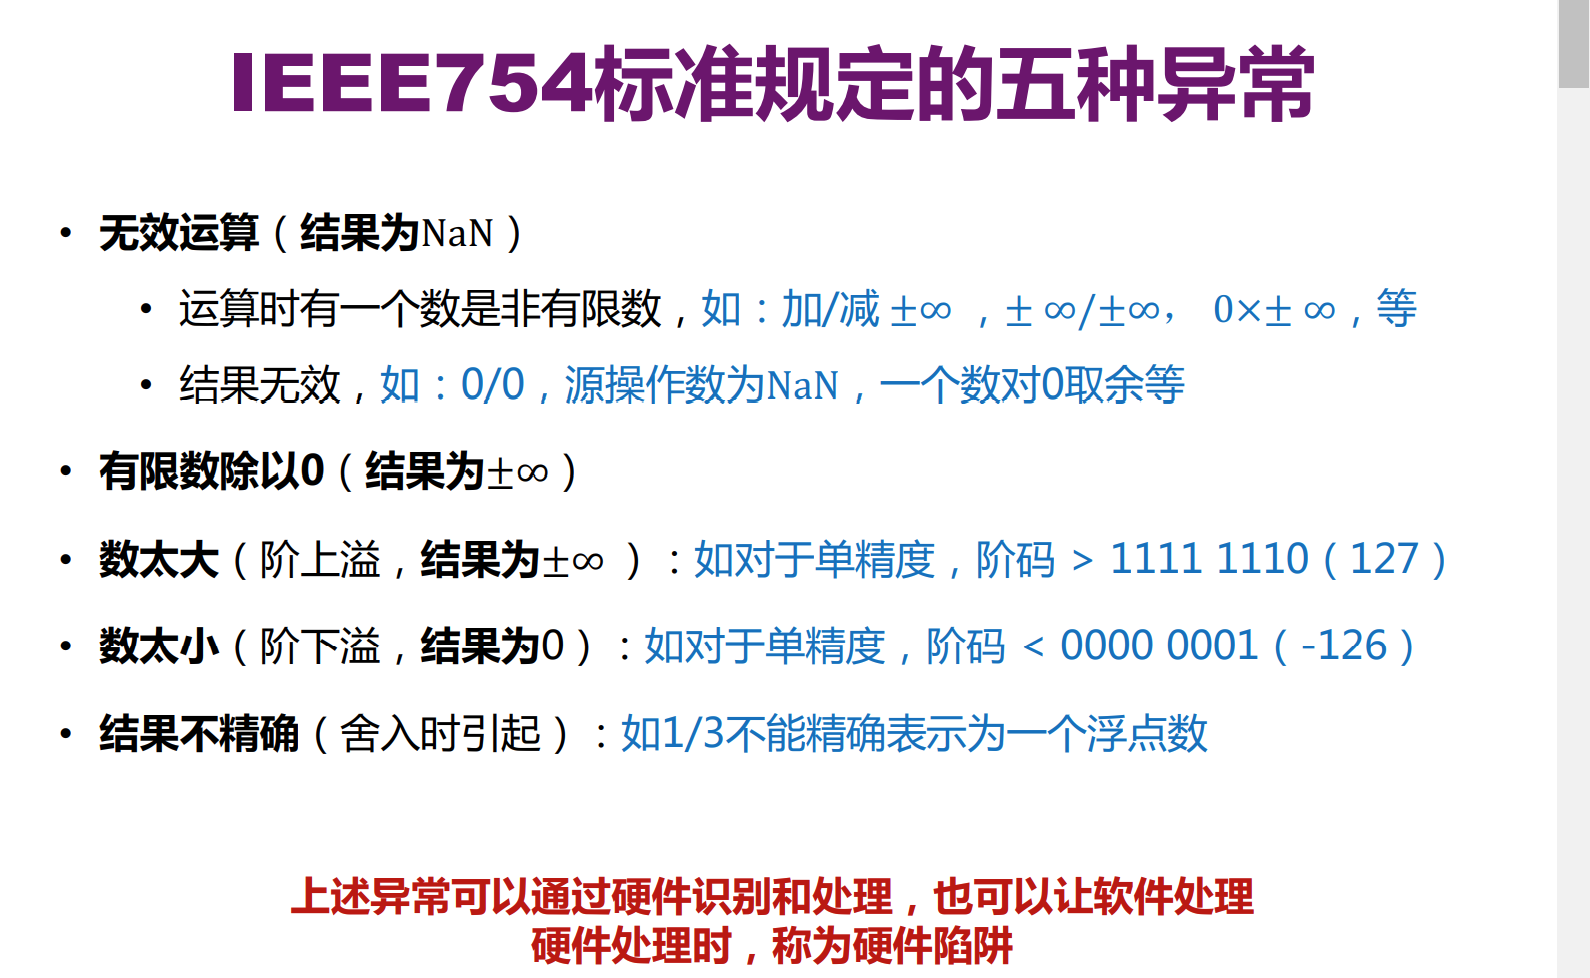 IEEE754标准规定的五种异常
• 无效运算（结果为NaN）
• 运算时有一个数是非有限数，如：加/减 ±∞ ，± ∞/±∞， 0×± ∞，等
• 结果无效，如：0/0，源操作数为NaN，一个数对0取余等
• 有限数除以0（结果为±∞）
• 数太大（阶上溢，结果为±∞ ）：如对于单精度，阶码 > 1111 1110（127）
• 数太小（阶下溢，结果为0）：如对于单精度，阶码 < 0000 0001（-126）
• 结果不精确（舍入时引起）：如1/3不能精确表示为一个浮点数
上述异常可以通过硬件识别和处理，也可以让软件处理
硬件处理时，称为硬件陷阱